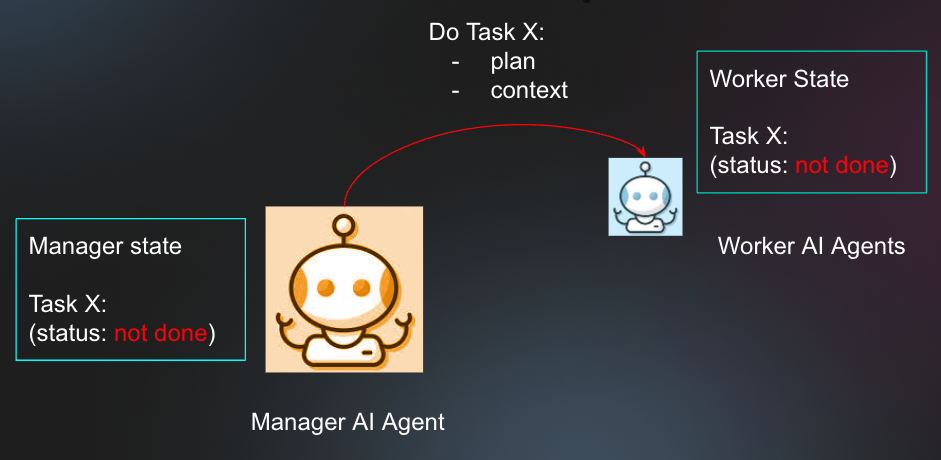 Do Task X:
- plan
- context
Worker State
Task X:
(status: not done)
Worker AI Agents
Manager state
Task X:
(status: not done)
Manager AI Agent